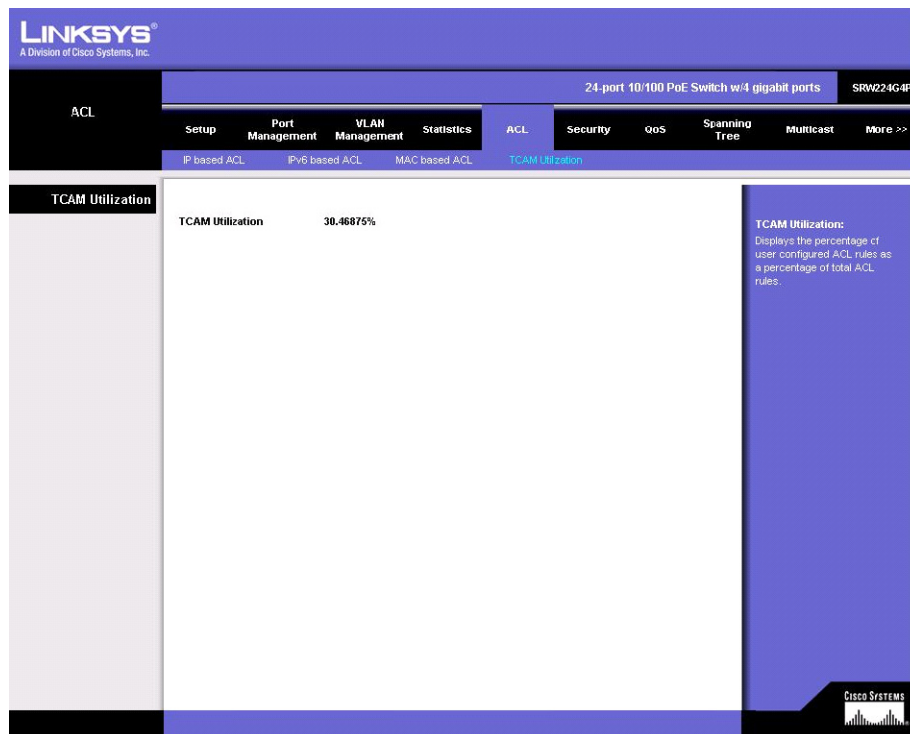 LINKSYS®
A Division of Cisco Systems, Inc.
24-port 10/100 PoE Switch w/4 gigabit ports SRW224G4P
ACL
Setup Port Management VLAN Management Statistics ACL Security QoS Spanning Tree Multicast More >>
IP based ACL IPv6 based ACL MAC based ACL TCAM Utilization
TCAM Utilization
TCAM Utilization 30.46875%
TCAM Utilization:
Displays the percentage of
user configured ACL rules as
a percentage of total ACL
rules.
CISCO SYSTEMS